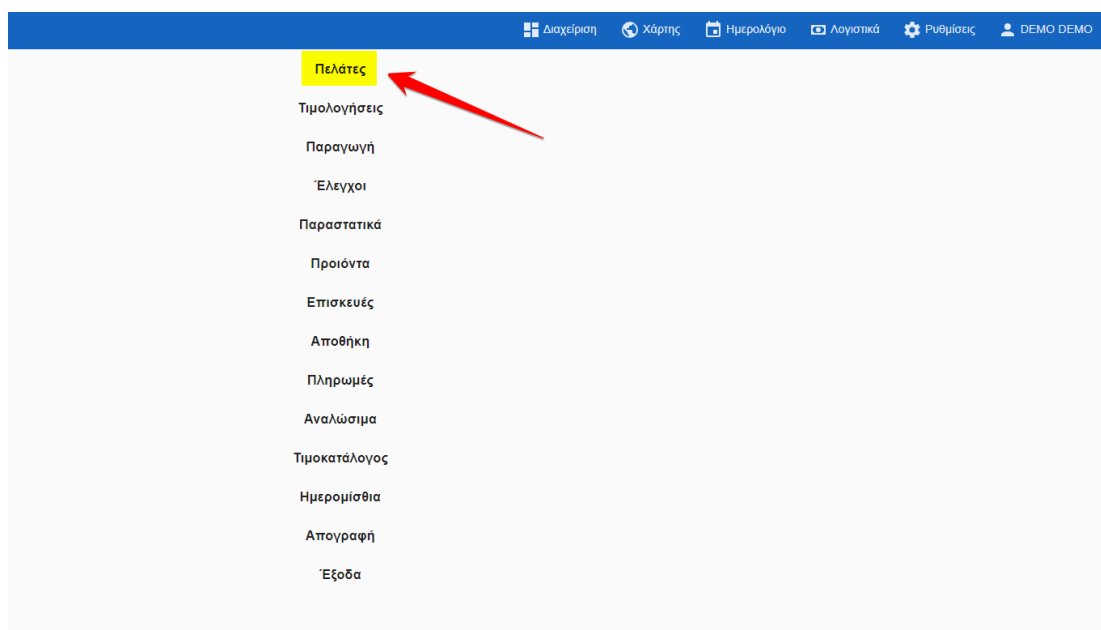 Διαχείριση Χάρτης Ημερολόγιο Λογιστικά Ρυθμίσεις DEMO DEMO
Πελάτες
Τιμολογήσεις
Παραγωγή
Έλεγχοι
Παραστατικά
Προιόντα
Επισκευές
Αποθήκη
Πληρωμές
Αναλώσιμα
Τιμοκατάλογος
Ημερομίσθια
Απογραφή
Έξοδα